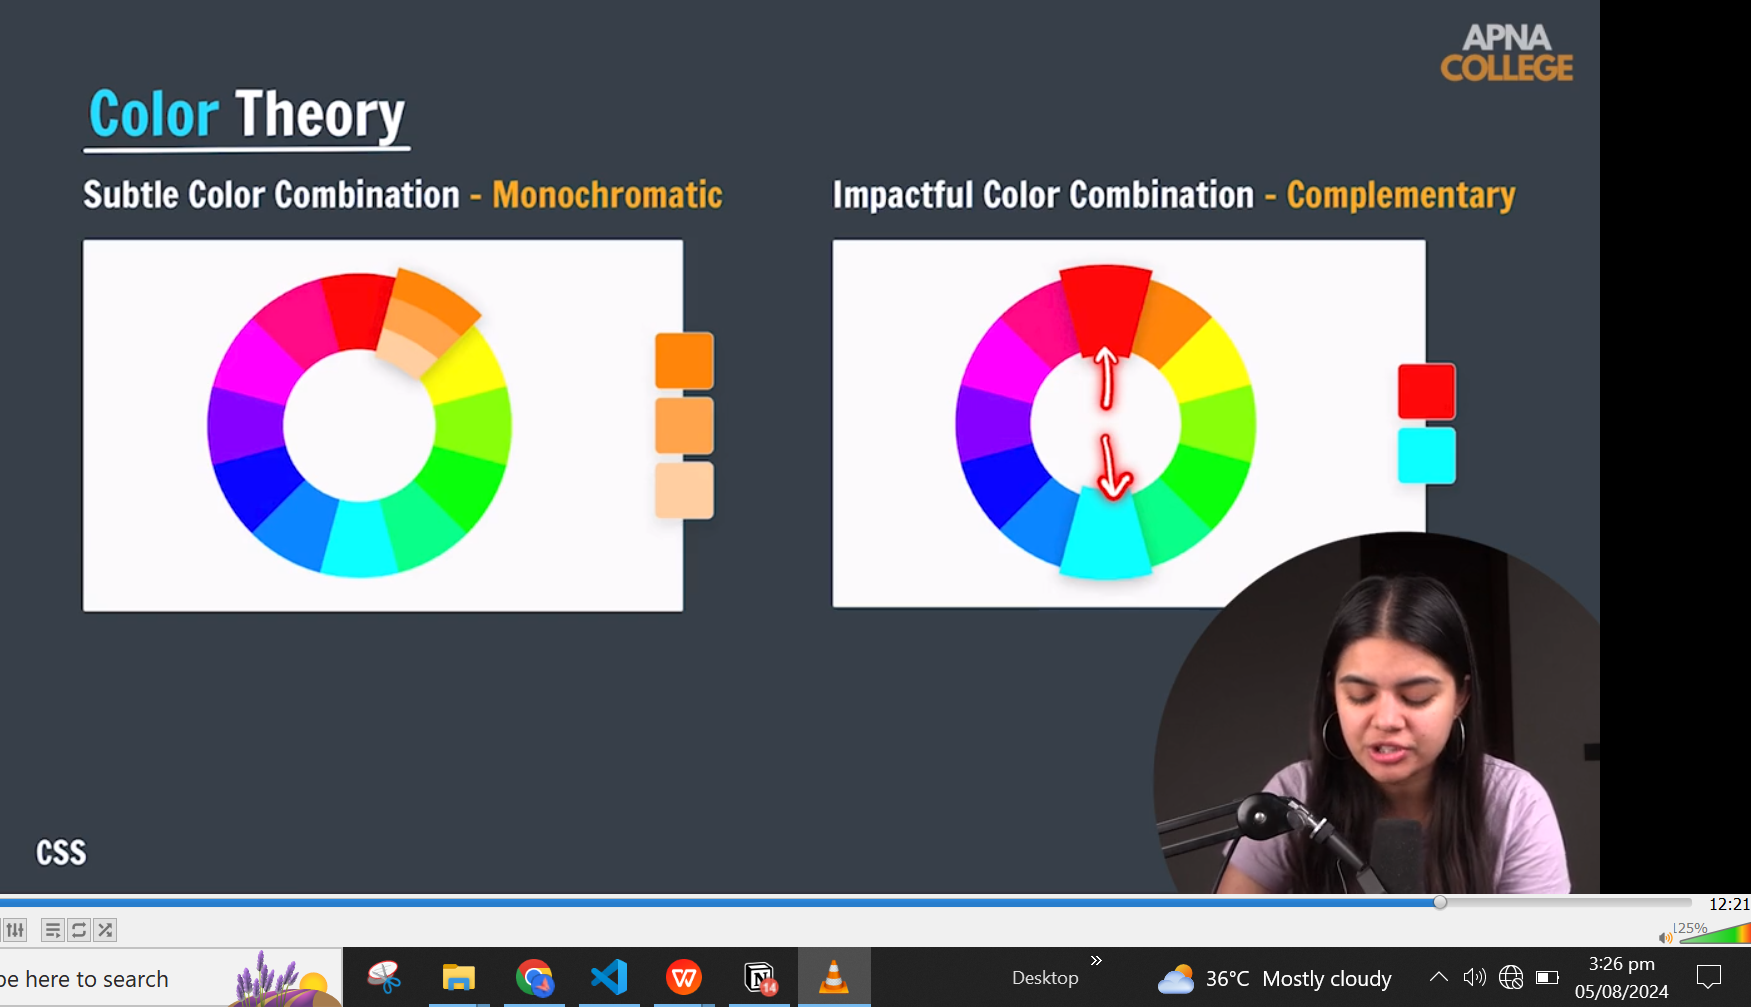 APNA
COLLEGE
Color Theory
Subtle Color Combination - Monochromatic
Impactful Color Combination - Complementary
CSS
12:21
125%
be here to search
W
N
14
Desktop
36°C Mostly cloudy
3:26 pm
05/08/2024